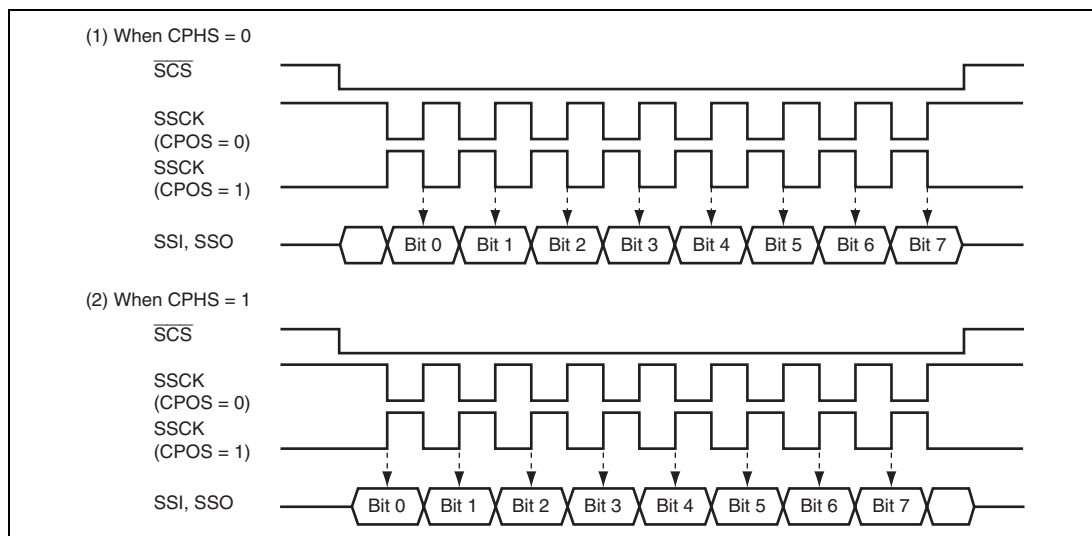 (1) When CPHS = 0
SCS
SSCK
(CPOS = 0)
SSCK
(CPOS = 1)
SSI, SSO
Bit 0 Bit 1 Bit 2 Bit 3 Bit 4 Bit 5 Bit 6 Bit 7
(2) When CPHS = 1
SCS
SSCK
(CPOS = 0)
SSCK
(CPOS = 1)
SSI, SSO
Bit 0 Bit 1 Bit 2 Bit 3 Bit 4 Bit 5 Bit 6 Bit 7